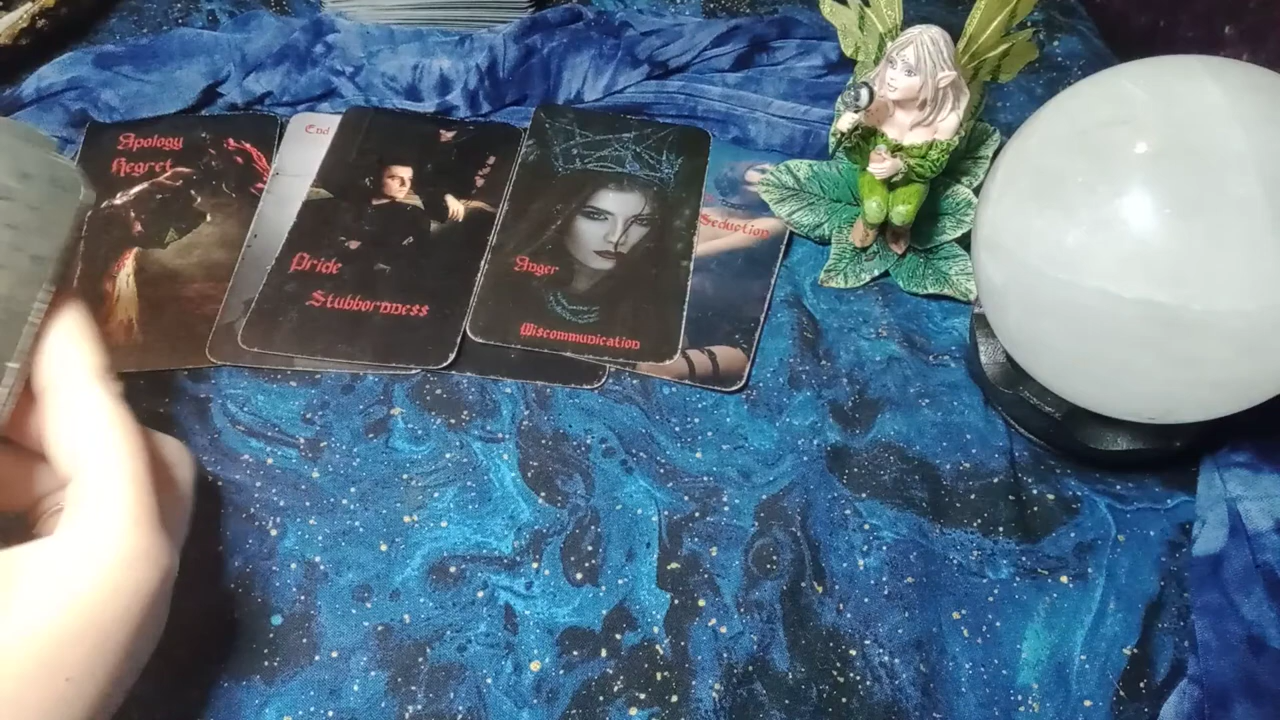 Apology
Regret
End
Pride
Stubbornness
Anger
Miscommunication
Seduction